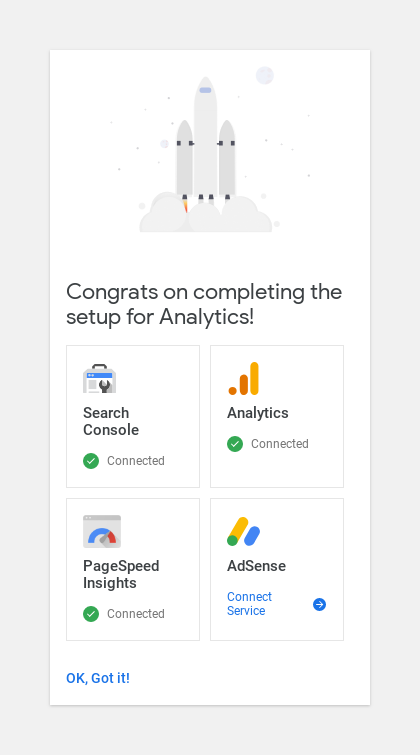 Congrats on completing the
setup for Analytics!
Search
Console
Connected
Analytics
Connected
PageSpeed
Insights
Connected
AdSense
Connect
Service
OK, Got it!